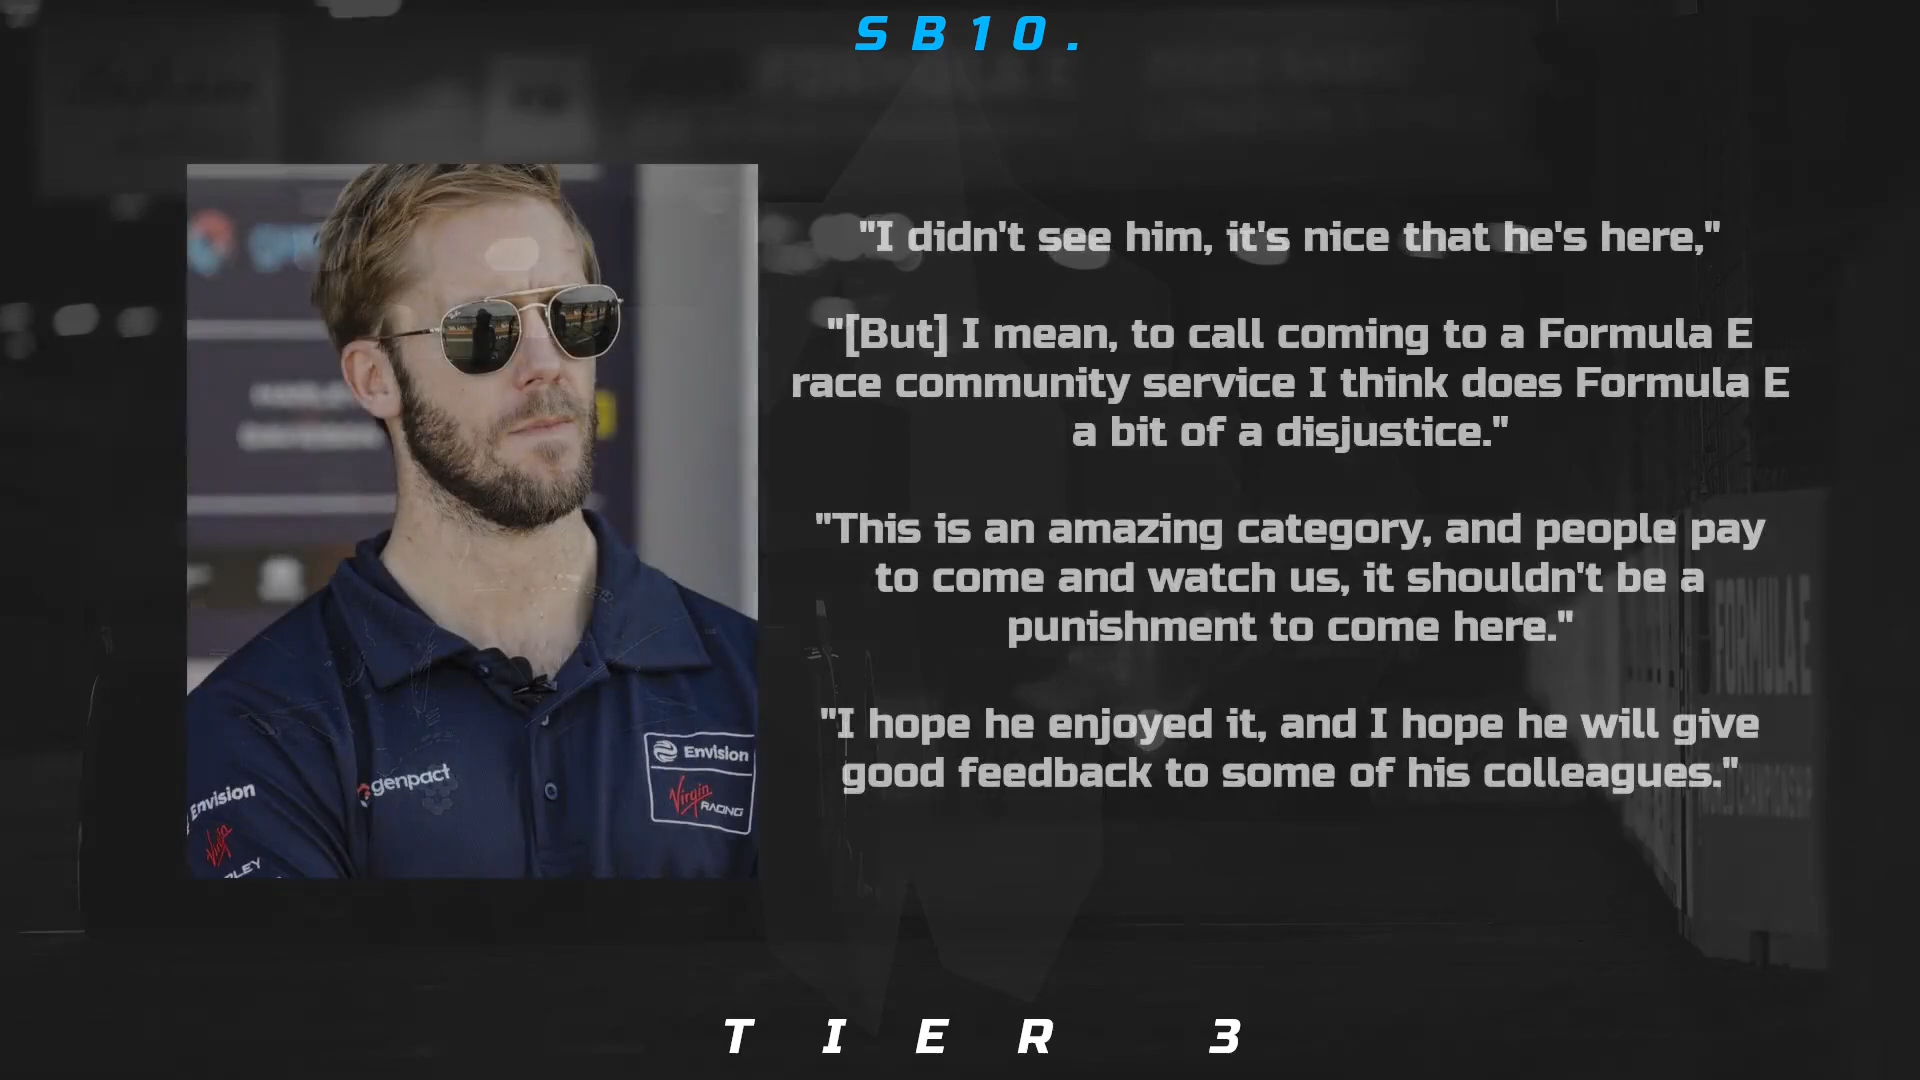 SB10.
"I didn't see him, it's nice that he's here,"
"[But] I mean, to call coming to a Formula E
race community service I think does Formula E
a bit of a disjustice."
"This is an amazing category, and people pay
to come and watch us, it shouldn't be a
punishment to come here."
"I hope he enjoyed it, and I hope he will give
good feedback to some of his colleagues."
genpact
Envision
Virgin
RACING
Envision
Virgin
FORMULA E
TIER 3